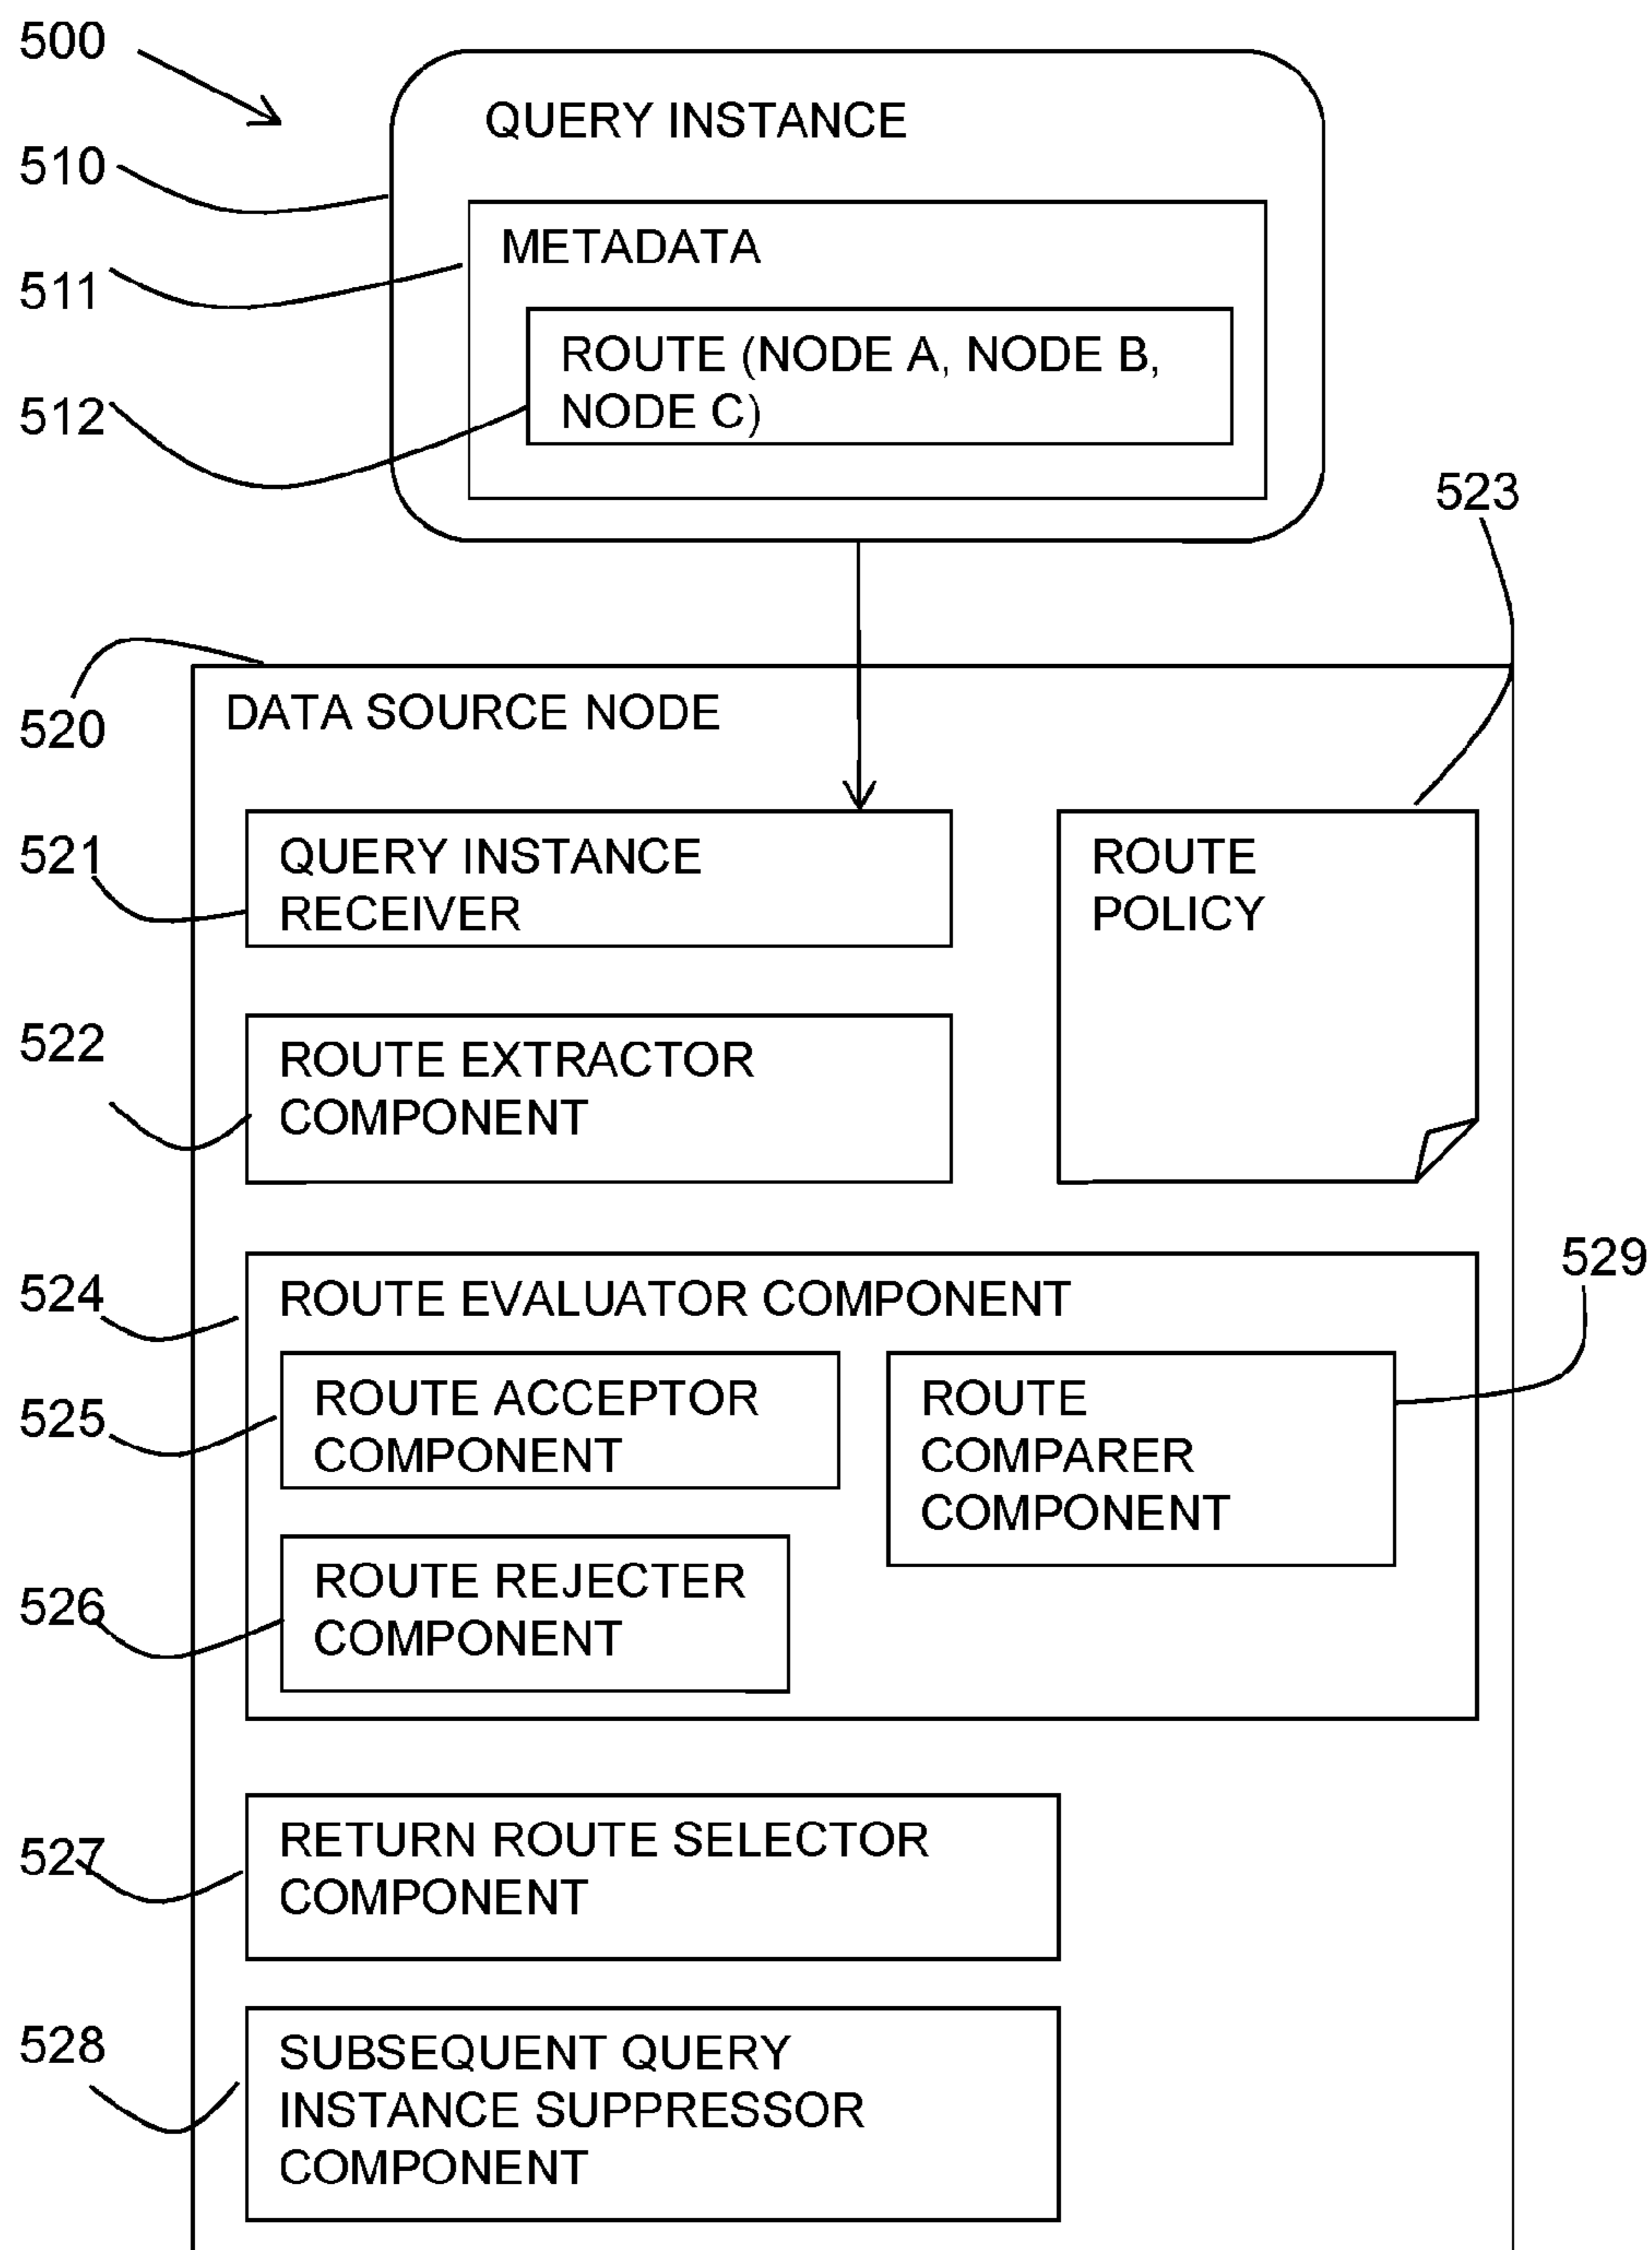 500
QUERY INSTANCE
510
METADATA
511
ROUTE (NODE A, NODE B,
NODE C)
512
523
520
DATA SOURCE NODE
521
QUERY INSTANCE
RECEIVER
ROUTE
POLICY
522
ROUTE EXTRACTOR
COMPONENT
529
524
ROUTE EVALUATOR COMPONENT
525
ROUTE ACCEPTOR
COMPONENT
ROUTE
COMPARER
COMPONENT
526
ROUTE REJECTER
COMPONENT
527
RETURN ROUTE SELECTOR
COMPONENT
528
SUBSEQUENT QUERY
INSTANCE SUPPRESSOR
COMPONENT